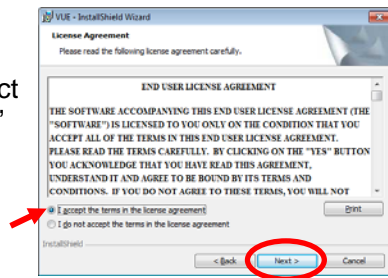 VUE - InstallShield Wizard
License Agreement
Please read the following license agreement carefully.
ct
"
END USER LICENSE AGREEMENT
THE SOFTWARE ACCOMPANYING THIS END USER LICENSE AGREEMENT (THE
"SOFTWARE") IS LICENSED TO YOU ONLY ON THE CONDITION THAT YOU
ACCEPT ALL OF THE TERMS IN THIS END USER LICENSE AGREEMENT.
PLEASE READ THE TERMS CAREFULLY. BY CLICKING ON THE "YES" BUTTON
YOU ACKNOWLEDGE THAT YOU HAVE READ THIS AGREEMENT,
UNDERSTAND IT AND AGREE TO BE BOUND BY ITS TERMS AND
CONDITIONS. IF YOU DO NOT AGREE TO THESE TERMS, YOU WILL NOT
I accept the terms in the license agreement
Print
I do not accept the terms in the license agreement
InstallShield
< Back Next > Cancel